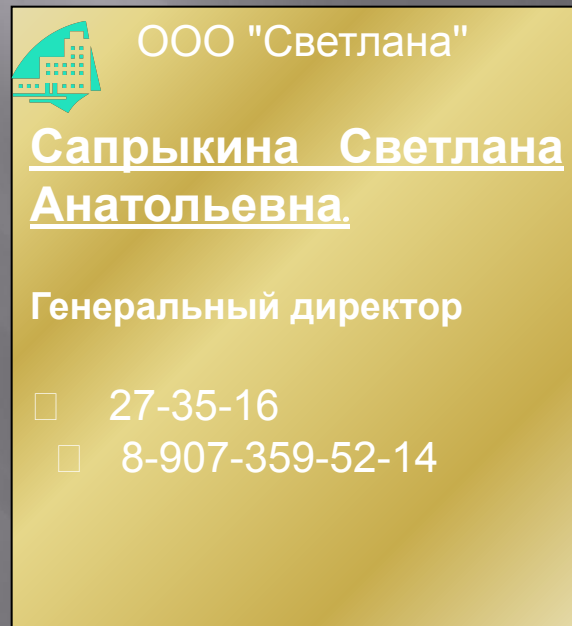 ООО "Светлана"
Сапрыкина Светлана
Анатольевна.
Генеральный директор
27-35-16
8-907-359-52-14